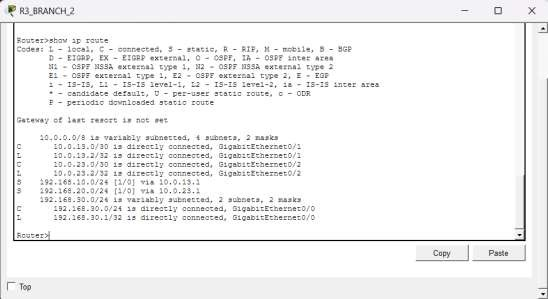 R3_BRANCH_2
Router>show ip route
Codes: L - local, C - connected, S - static, R - RIP, M - mobile, B - BGP
D - EIGRP, EX - EIGRP external, O - OSPF, IA - OSPF inter area
N1 - OSPF NSSA external type 1, N2 - OSPF NSSA external type 2
E1 - OSPF external type 1, E2 - OSPF external type 2, E - EGP
i - IS-IS, L1 - IS-IS level-1, L2 - IS-IS level-2, ia - IS-IS inter area
* - candidate default, U - per-user static route, o - ODR
P - periodic downloaded static route
Gateway of last resort is not set
10.0.0.0/8 is variably subnetted, 4 subnets, 2 masks
C 10.0.13.0/30 is directly connected, GigabitEthernet0/1
L 10.0.13.2/32 is directly connected, GigabitEthernet0/1
C 10.0.23.0/30 is directly connected, GigabitEthernet0/2
L 10.0.23.2/32 is directly connected, GigabitEthernet0/2
S 192.168.10.0/24 [1/0] via 10.0.13.1
S 192.168.20.0/24 [1/0] via 10.0.23.1
192.168.30.0/24 is variably subnetted, 2 subnets, 2 masks
C 192.168.30.0/24 is directly connected, GigabitEthernet0/0
L 192.168.30.1/32 is directly connected, GigabitEthernet0/0
Router>
Copy Paste
Top